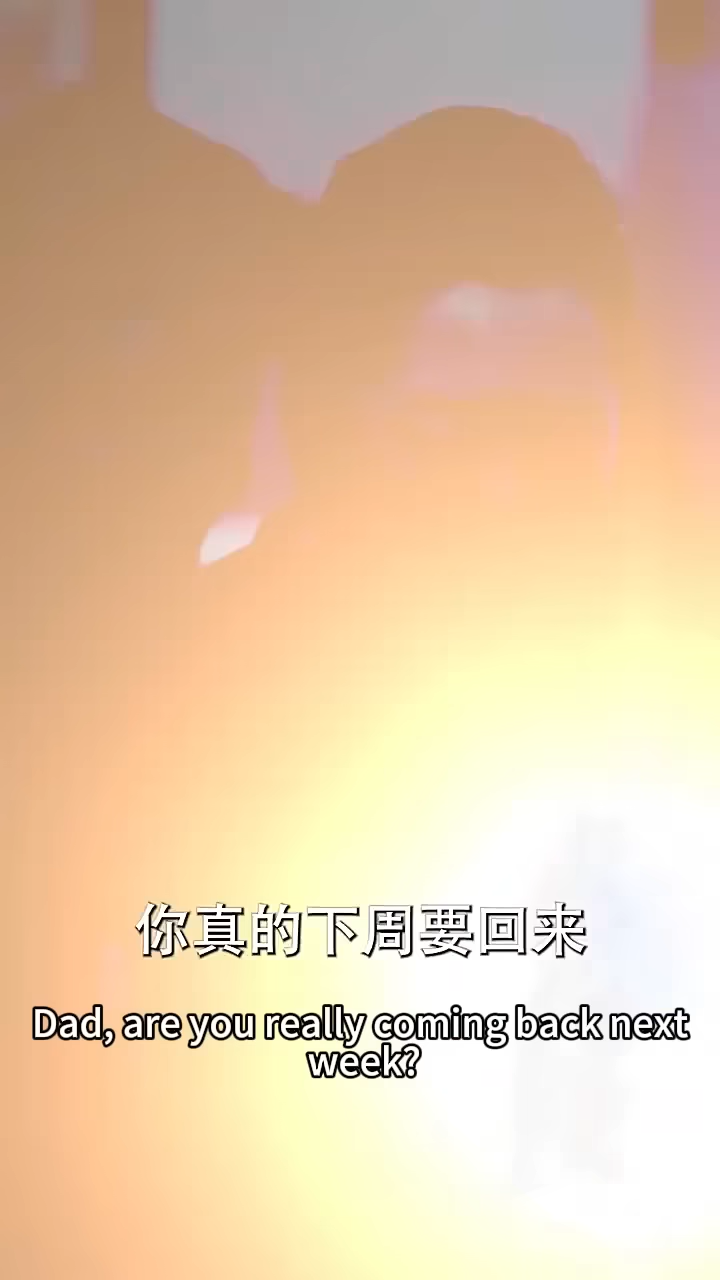 你真的下周要回来
Dad, are you really coming back next
week?